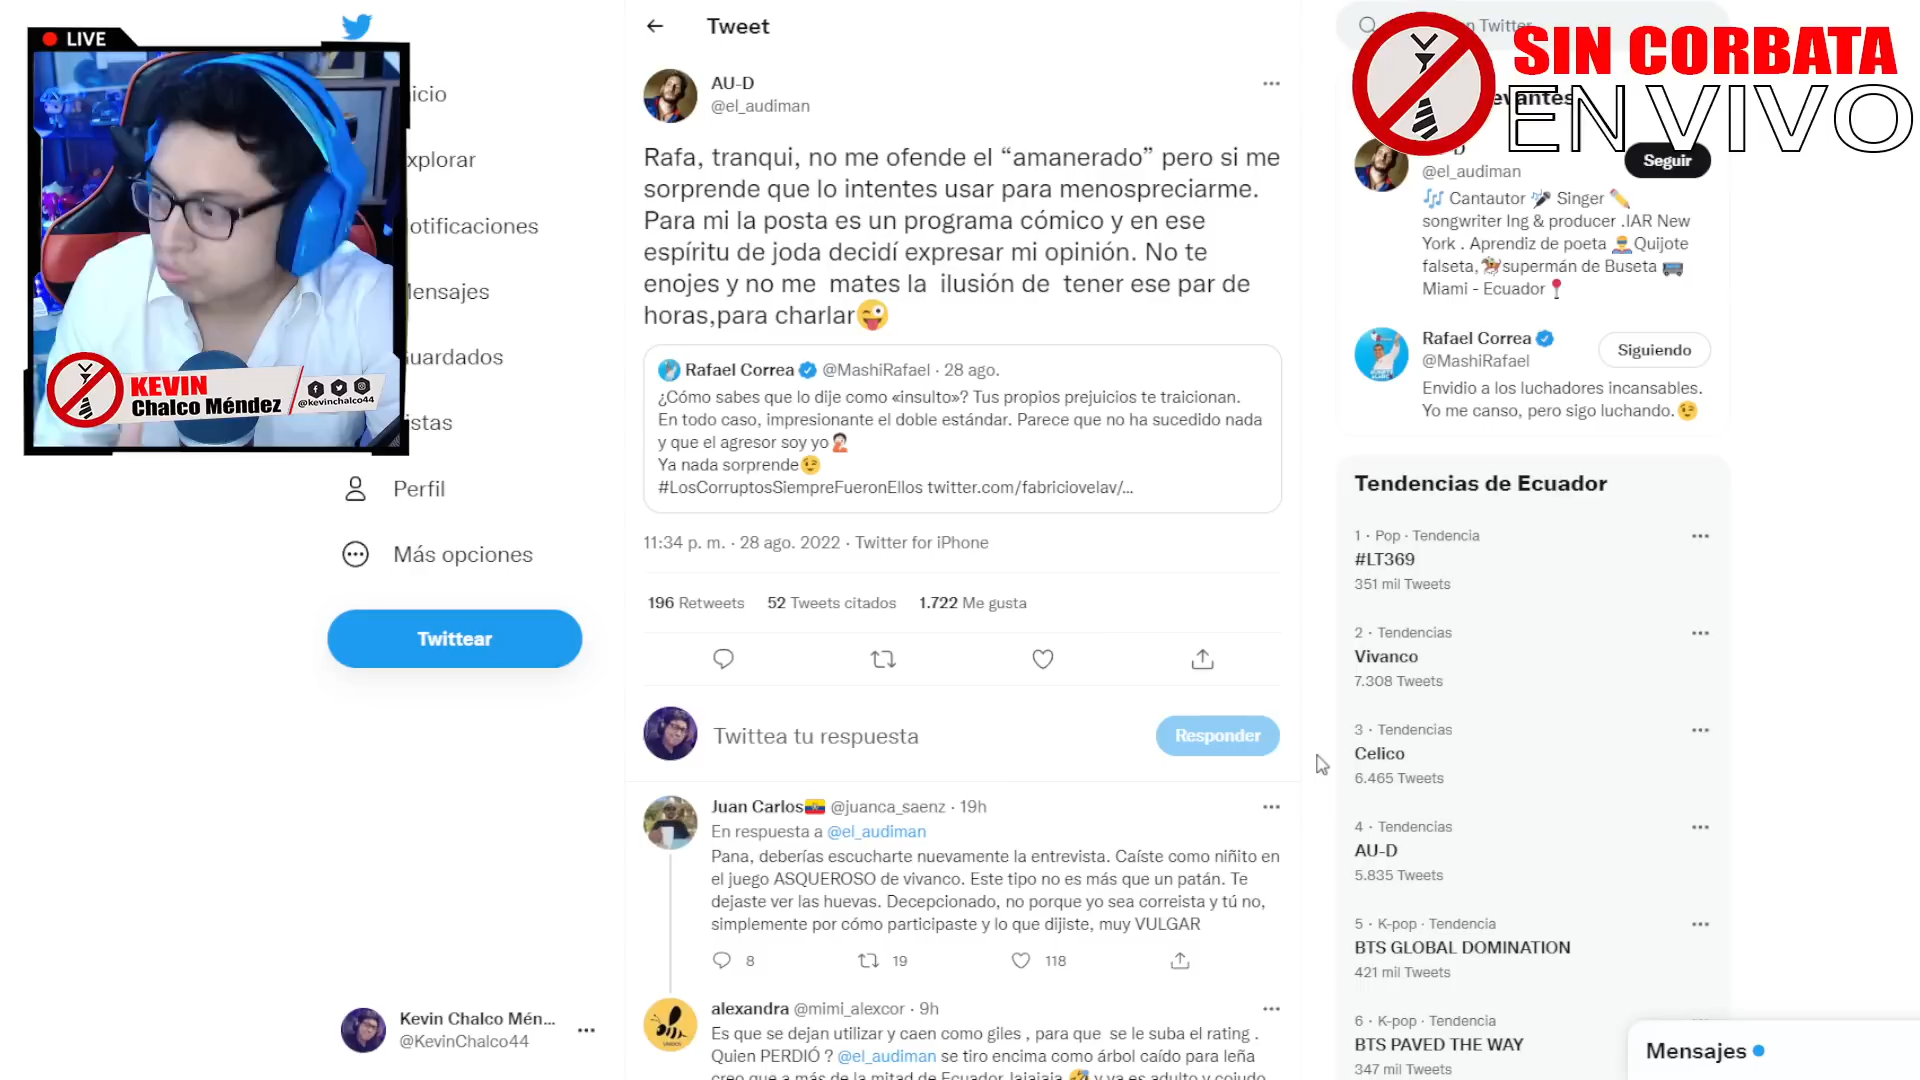 LIVE
KEVIN
Chalco Méndez
@kevinchalco44
icio
xplorar
otificaciones
ensajes
uardados
istas
Perfil
Más opciones
Twittear
Kevin Chalco Mén...
@KevinChalco44
Tweet
AU-D
@el_audiman
Rafa, tranqui, no me ofende el “amanerado” pero si me
sorprende que lo intentes usar para menospreciarme.
Para mi la posta es un programa cómico y en ese
espíritu de joda decidí expresar mi opinión. No te
enojes y no me mates la ilusión de tener ese par de
horas,para charlar😜
Rafael Correa @MashiRafael · 28 ago.
¿Cómo sabes que lo dije como «insulto»? Tus propios prejuicios te traicionan.
En todo caso, impresionante el doble estándar. Parece que no ha sucedido nada
y que el agresor soy yo🤦🏻
Ya nada sorprende😉
#LosCorruptosSiempreFueronEllos twitter.com/fabriciovelav/...
11:34 p. m. · 28 ago. 2022 · Twitter for iPhone
196 Retweets 52 Tweets citados 1.722 Me gusta
Twittea tu respuesta
Responder
Juan Carlos🇪🇨 @juanca_saenz · 19h
En respuesta a @el_audiman
Pana, deberías escucharte nuevamente la entrevista. Caíste como niñito en
el juego ASQUEROSO de vivanco. Este tipo no es más que un patán. Te
dejaste ver las huevas. Decepcionado, no porque yo sea correista y tú no,
simplemente por cómo participaste y lo que dijiste, muy VULGAR
8 19 118
alexandra @mimi_alexcor · 9h
Es que se dejan utilizar y caen como giles , para que se le suba el rating .
Quien PERDIÓ ? @el_audiman se tiro encima como árbol caído para leña
creo que a más de la mitad de Ecuador jajajaja 🤣 y ya es adulto y cojudo
n Twitter
SIN CORBATA
EN VIVO
evantes
D
@el_audiman
Seguir
🎶 Cantautor 🎤 Singer ✏️
songwriter Ing & producer .IAR New
York . Aprendiz de poeta Quijote
falseta,🏇supermán de Buseta 🚌
Miami - Ecuador📍
Rafael Correa
@MashiRafael
Siguiendo
Envidio a los luchadores incansables.
Yo me canso, pero sigo luchando.😉
Tendencias de Ecuador
1 · Pop · Tendencia
#LT369
351 mil Tweets
2 · Tendencias
Vivanco
7.308 Tweets
3 · Tendencias
Celico
6.465 Tweets
4 · Tendencias
AU-D
5.835 Tweets
5 · K-pop · Tendencia
BTS GLOBAL DOMINATION
421 mil Tweets
6 · K-pop · Tendencia
BTS PAVED THE WAY
347 mil Tweets
Mensajes